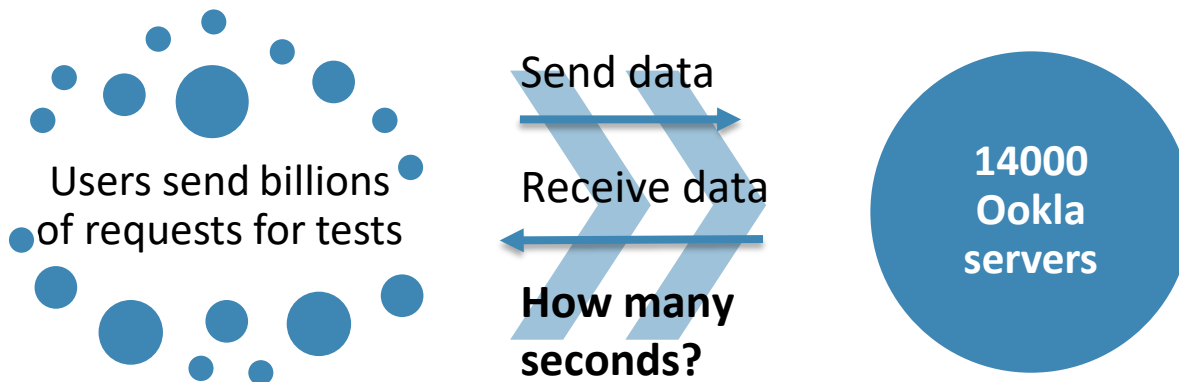 Users send billions
of requests for tests
Send data
Receive data
How many
seconds?
14000
Ookla
servers